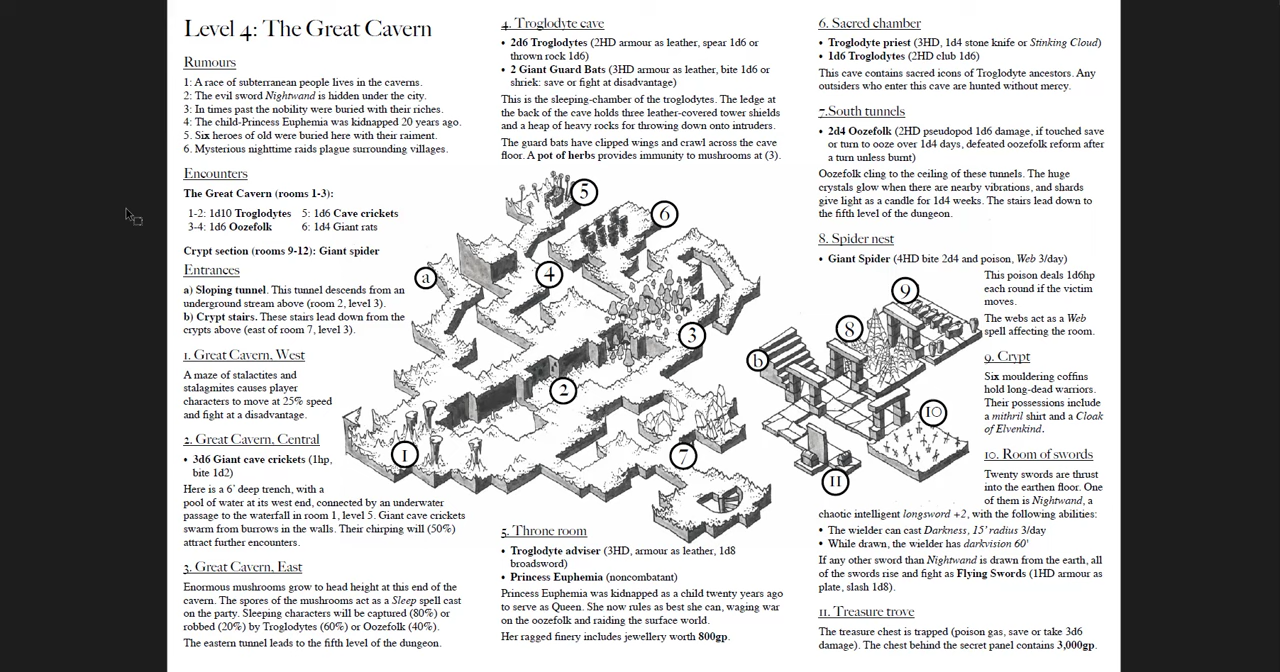 Level 4: The Great Cavern
Rumours
1: A race of subterranean people lives in the caverns.
2: The evil sword Nightwand is hidden under the city.
3: In times past the nobility were buried with their riches.
4: The child-Princess Euphemia was kidnapped 20 years ago.
5. Six heroes of old were buried here with their raiment.
6. Mysterious nighttime raids plague surrounding villages.
Encounters
The Great Cavern (rooms 1-3):
1-2: 1d10 Troglodytes 5: 1d6 Cave crickets
3-4: 1d6 Oozefolk 6: 1d4 Giant rats
Crypt section (rooms 9-12): Giant spider
Entrances
a) Sloping tunnel. This tunnel descends from an
underground stream above (room 2, level 3).
b) Crypt stairs. These stairs lead down from the
crypts above (east of room 7, level 3).
1. Great Cavern, West
A maze of stalactites and
stalagmites causes player
characters to move at 25% speed
and fight at a disadvantage.
2. Great Cavern, Central
• 3d6 Giant cave crickets (1hp,
bite 1d2)
Here is a 6' deep trench, with a
pool of water at its west end, connected by an underwater
passage to the waterfall in room 1, level 5. Giant cave crickets
swarm from burrows in the walls. Their chirping will (50%)
attract further encounters.
3. Great Cavern, East
Enormous mushrooms grow to head height at this end of the
cavern. The spores of the mushrooms act as a Sleep spell cast
on the party. Sleeping characters will be captured (80%) or
robbed (20%) by Troglodytes (60%) or Oozefolk (40%).
The eastern tunnel leads to the fifth level of the dungeon.
4. Troglodyte cave
• 2d6 Troglodytes (2HD armour as leather, spear 1d6 or
thrown rock 1d6)
• 2 Giant Guard Bats (3HD armour as leather, bite 1d6 or
shriek: save or fight at disadvantage)
This is the sleeping-chamber of the troglodytes. The ledge at
the back of the cave holds three leather-covered tower shields
and a heap of heavy rocks for throwing down onto intruders.
The guard bats have clipped wings and crawl across the cave
floor. A pot of herbs provides immunity to mushrooms at (3).
5
6
a
4
3
2
1
7
b
8
9
10
11
5. Throne room
• Troglodyte adviser (3HD, armour as leather, 1d8
broadsword)
• Princess Euphemia (noncombatant)
Princess Euphemia was kidnapped as a child twenty years ago
to serve as Queen. She now rules as best she can, waging war
on the oozefolk and raiding the surface world.
Her ragged finery includes jewellery worth 800gp.
6. Sacred chamber
• Troglodyte priest (3HD, 1d4 stone knife or Stinking Cloud)
• 1d6 Troglodytes (2HD club 1d6)
This cave contains sacred icons of Troglodyte ancestors. Any
outsiders who enter this cave are hunted without mercy.
7.South tunnels
• 2d4 Oozefolk (2HD pseudopod 1d6 damage, if touched save
or turn to ooze over 1d4 days, defeated oozefolk reform after
a turn unless burnt)
Oozefolk cling to the ceiling of these tunnels. The huge
crystals glow when there are nearby vibrations, and shards
give light as a candle for 1d4 weeks. The stairs lead down to
the fifth level of the dungeon.
8. Spider nest
• Giant Spider (4HD bite 2d4 and poison, Web 3/day)
This poison deals 1d6hp
each round if the victim
moves.
The webs act as a Web
spell affecting the room.
9. Crypt
Six mouldering coffins
hold long-dead warriors.
Their possessions include
a mithril shirt and a Cloak
of Elvenkind.
10. Room of swords
Twenty swords are thrust
into the earthen floor. One
of them is Nightwand, a
chaotic intelligent longsword +2, with the following abilities:
• The wielder can cast Darkness, 15' radius 3/day
• While drawn, the wielder has darkvision 60'
If any other sword than Nightwand is drawn from the earth, all
of the swords rise and fight as Flying Swords (1HD armour as
plate, slash 1d8).
11. Treasure trove
The treasure chest is trapped (poison gas, save or take 3d6
damage). The chest behind the secret panel contains 3,000gp.